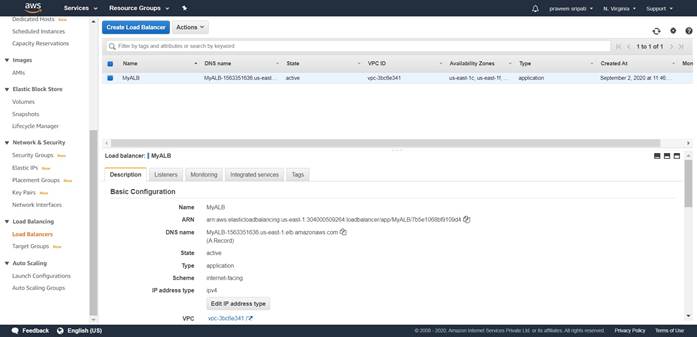 aws
Services
Resource Groups
praveen sripati
N. Virginia
Support
Dedicated Hosts New
Scheduled Instances
Capacity Reservations
Images
AMIs
Elastic Block Store
Volumes
Snapshots
Lifecycle Manager
Network & Security
Security Groups New
Elastic IPs New
Placement Groups New
Key Pairs New
Network Interfaces
Load Balancing
Load Balancers
Target Groups New
Auto Scaling
Launch Configurations
Auto Scaling Groups
Create Load Balancer
Actions
Filter by tags and attributes or search by keyword
1 to 1 of 1
Name DNS name State VPC ID Availability Zones Type Created At Mon
MyALB MyALB-1563351636.us-east... active vpc-3bc6e341 us-east-1c, us-east-1f, ... application September 2, 2020 at 11:46...
Load balancer: MyALB
Description Listeners Monitoring Integrated services Tags
Basic Configuration
Name MyALB
ARN arn:aws:elasticloadbalancing:us-east-1:304000509264:loadbalancer/app/MyALB/7b5e1068bf9109d4
DNS name MyALB-1563351636.us-east-1.elb.amazonaws.com
(A Record)
State active
Type application
Scheme internet-facing
IP address type ipv4
Edit IP address type
VPC vpc-3bc6e341
Feedback
English (US)
© 2008 - 2020, Amazon Internet Services Private Ltd. or its affiliates. All rights reserved.
Privacy Policy
Terms of Use